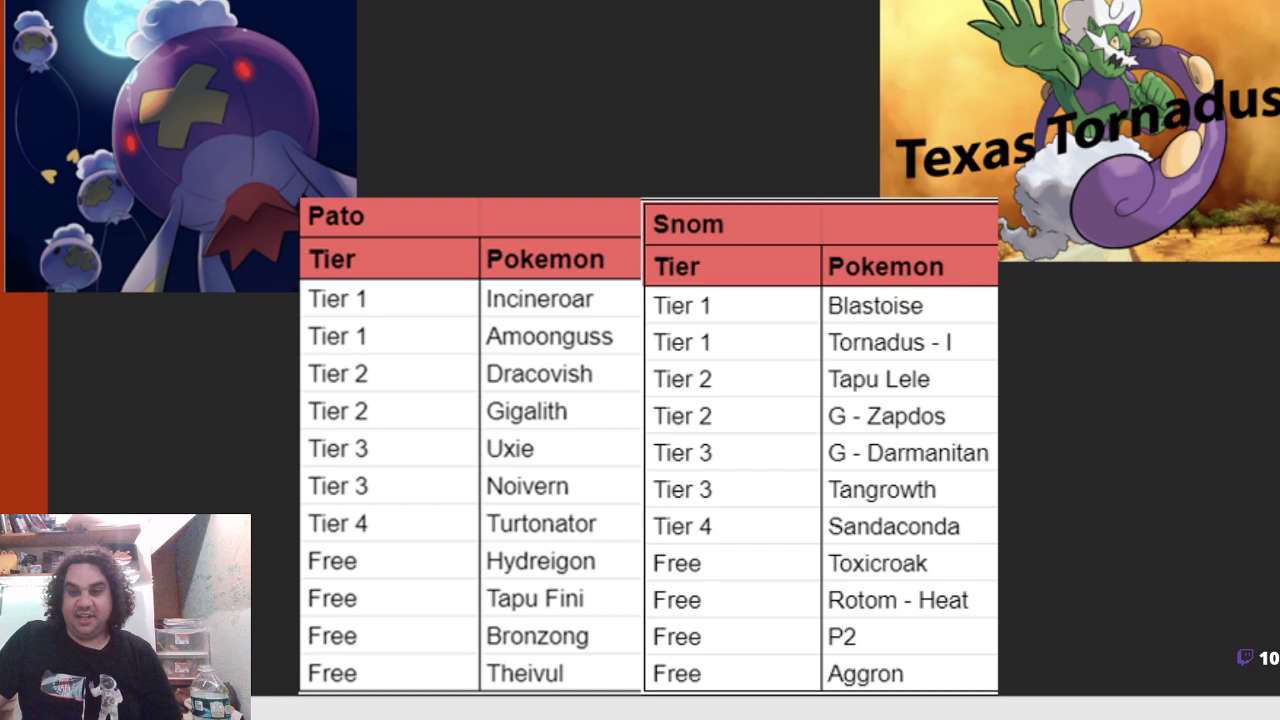 Texas Tornadus
Pato
Tier Pokemon
Tier 1 Incineroar
Tier 1 Amoonguss
Tier 2 Dracovish
Tier 2 Gigalith
Tier 3 Uxie
Tier 3 Noivern
Tier 4 Turtonator
Free Hydreigon
Free Tapu Fini
Free Bronzong
Free Theivul
Snom
Tier Pokemon
Tier 1 Blastoise
Tier 1 Tornadus - I
Tier 2 Tapu Lele
Tier 2 G - Zapdos
Tier 3 G - Darmanitan
Tier 3 Tangrowth
Tier 4 Sandaconda
Free Toxicroak
Free Rotom - Heat
Free P2
Free Aggron
10